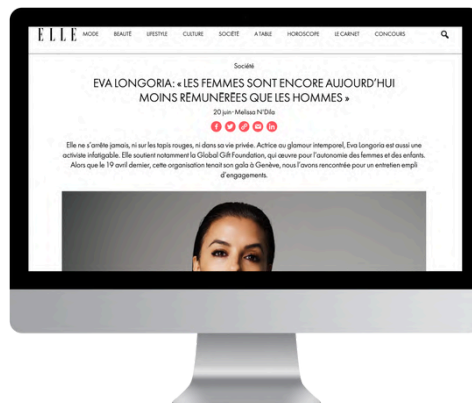 ELLE MODE BEAUTÉ LIFESTYLE CULTURE SOCIÉTÉ A TABLE HOROSCOPE LE CARNET CONCOURS
Société
EVA LONGORIA: « LES FEMMES SONT ENCORE AUJOURD’HUI
MOINS RÉMUNÉRÉES QUE LES HOMMES »
20 juin· Melissa N'Dila
Elle ne s'arrête jamais, ni sur les tapis rouges, ni dans sa vie privée. Actrice au glamour intemporel, Eva Longoria est aussi une
activiste infatigable. Elle soutient notamment la Global Gift Foundation, qui œuvre pour l'autonomie des femmes et des enfants.
Alors que le 19 avril dernier, cette organisation tenait son gala à Genève, nous l'avons rencontrée pour un entretien empli
d'engagements.